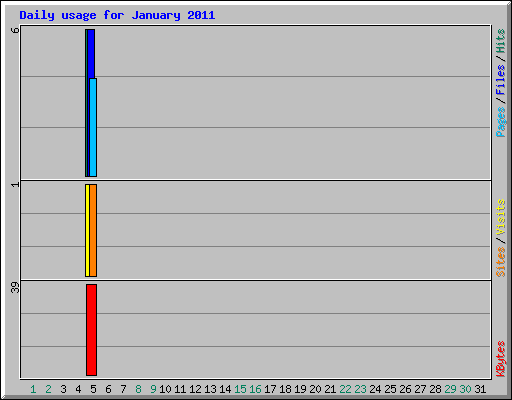 Daily usage for January 2011
6
Pages/Files/Hits
1
Sites/Visits
39
KBytes
1 2 3 4 5 6 7 8 9 10 11 12 13 14 15 16 17 18 19 20 21 22 23 24 25 26 27 28 29 30 31